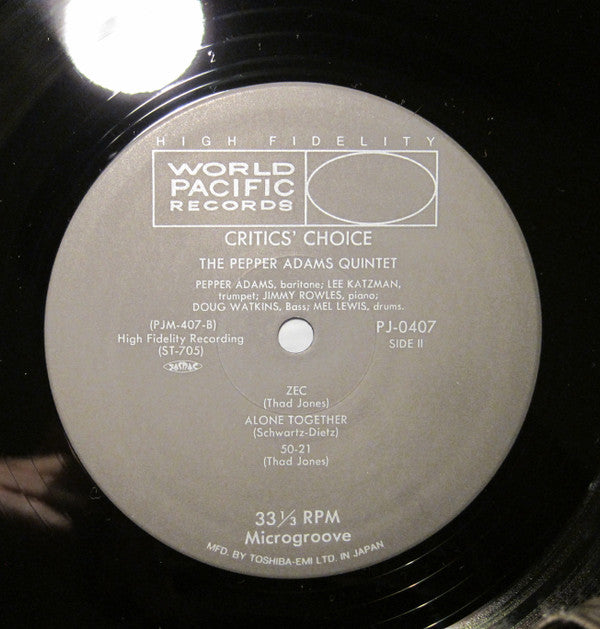 HIGH FIDELITY
WORLD
PACIFIC
RECORDS
CRITICS' CHOICE
THE PEPPER ADAMS QUINTET
PEPPER ADAMS, baritone; LEE KATZMAN,
trumpet; JIMMY ROWLES, piano;
DOUG WATKINS, Bass; MEL LEWIS, drums.
(PJM-407-B)
High Fidelity Recording
(ST-705)
PJ-0407
SIDE II
ZEC
(Thad Jones)
ALONE TOGETHER
(Schwartz-Dietz)
50-21
(Thad Jones)
33⅓ RPM
Microgroove
MFD. BY TOSHIBA-EMI LTD. IN JAPAN